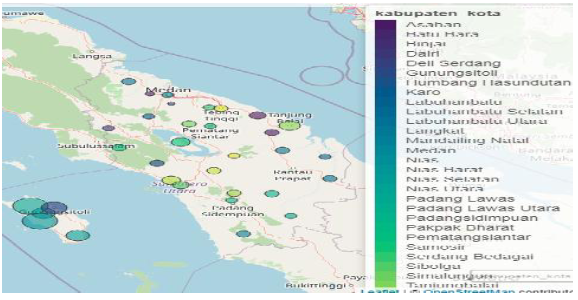 kabupaten_kota
Asahan
Batu Bara
Binjai
Dairi
Deli Serdang
Gunungsitoli
Humbang Hasundutan
Karo
Labuhanbatu
Labuhanbatu Selatan
Labuhanbatu Utara
Langkat
Mandailing Natal
Medan
Nias
Nias Barat
Nias Selatan
Nias Utara
Padang Lawas
Padang Lawas Utara
Padangsidimpuan
Pakpak Bharat
Pematangsiantar
Samosir
Serdang Bedagai
Sibolga
Simalungun
Tanjungbalai
Langsa
Medan
Tebing
Tinggi
Tanjung
Balai
Pematang
Siantar
Subulussalam
Rantau
Prapat
Sumatera
Utara
Gunungsitoli
Padang
Sidempuan
Bukittinggi
Leaflet | © OpenStreetMap